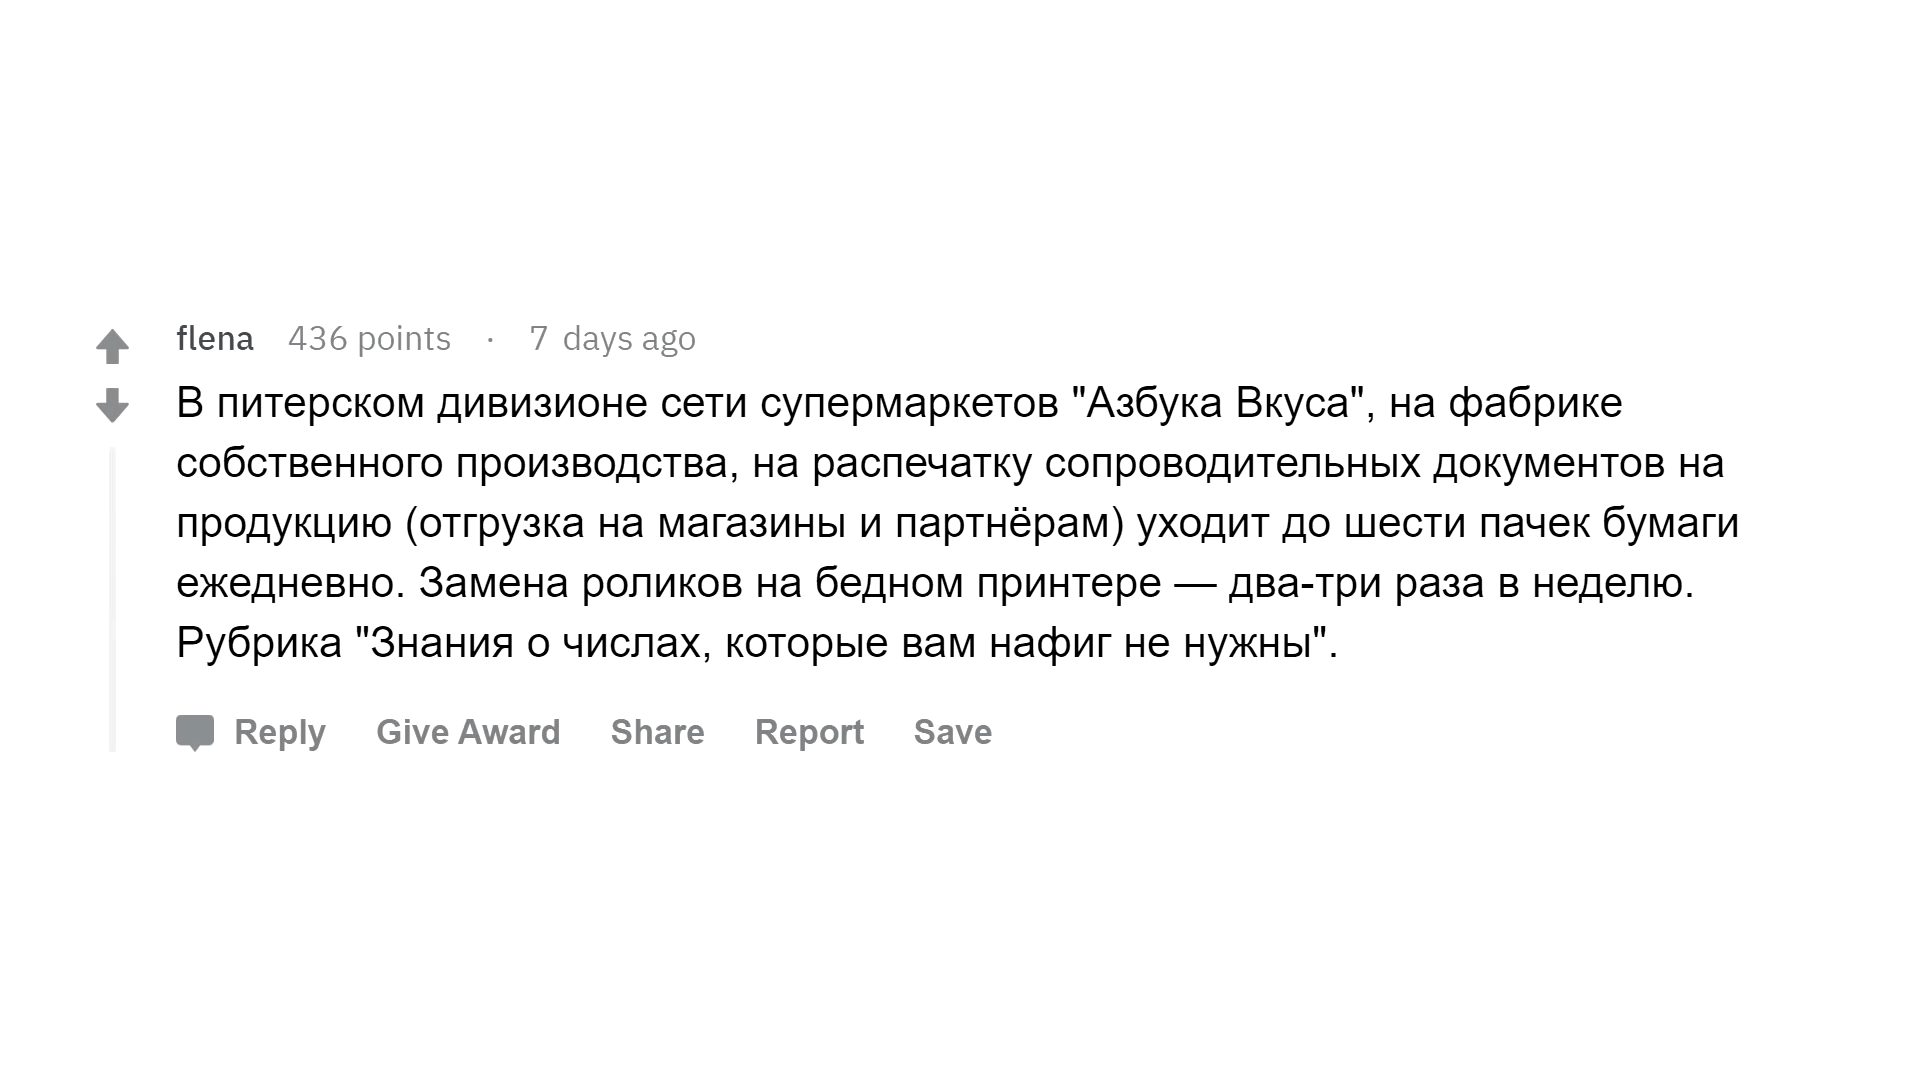 flena 436 points · 7 days ago
В питерском дивизионе сети супермаркетов "Азбука Вкуса", на фабрике
собственного производства, на распечатку сопроводительных документов на
продукцию (отгрузка на магазины и партнёрам) уходит до шести пачек бумаги
ежедневно. Замена роликов на бедном принтере — два-три раза в неделю.
Рубрика "Знания о числах, которые вам нафиг не нужны".
Reply Give Award Share Report Save